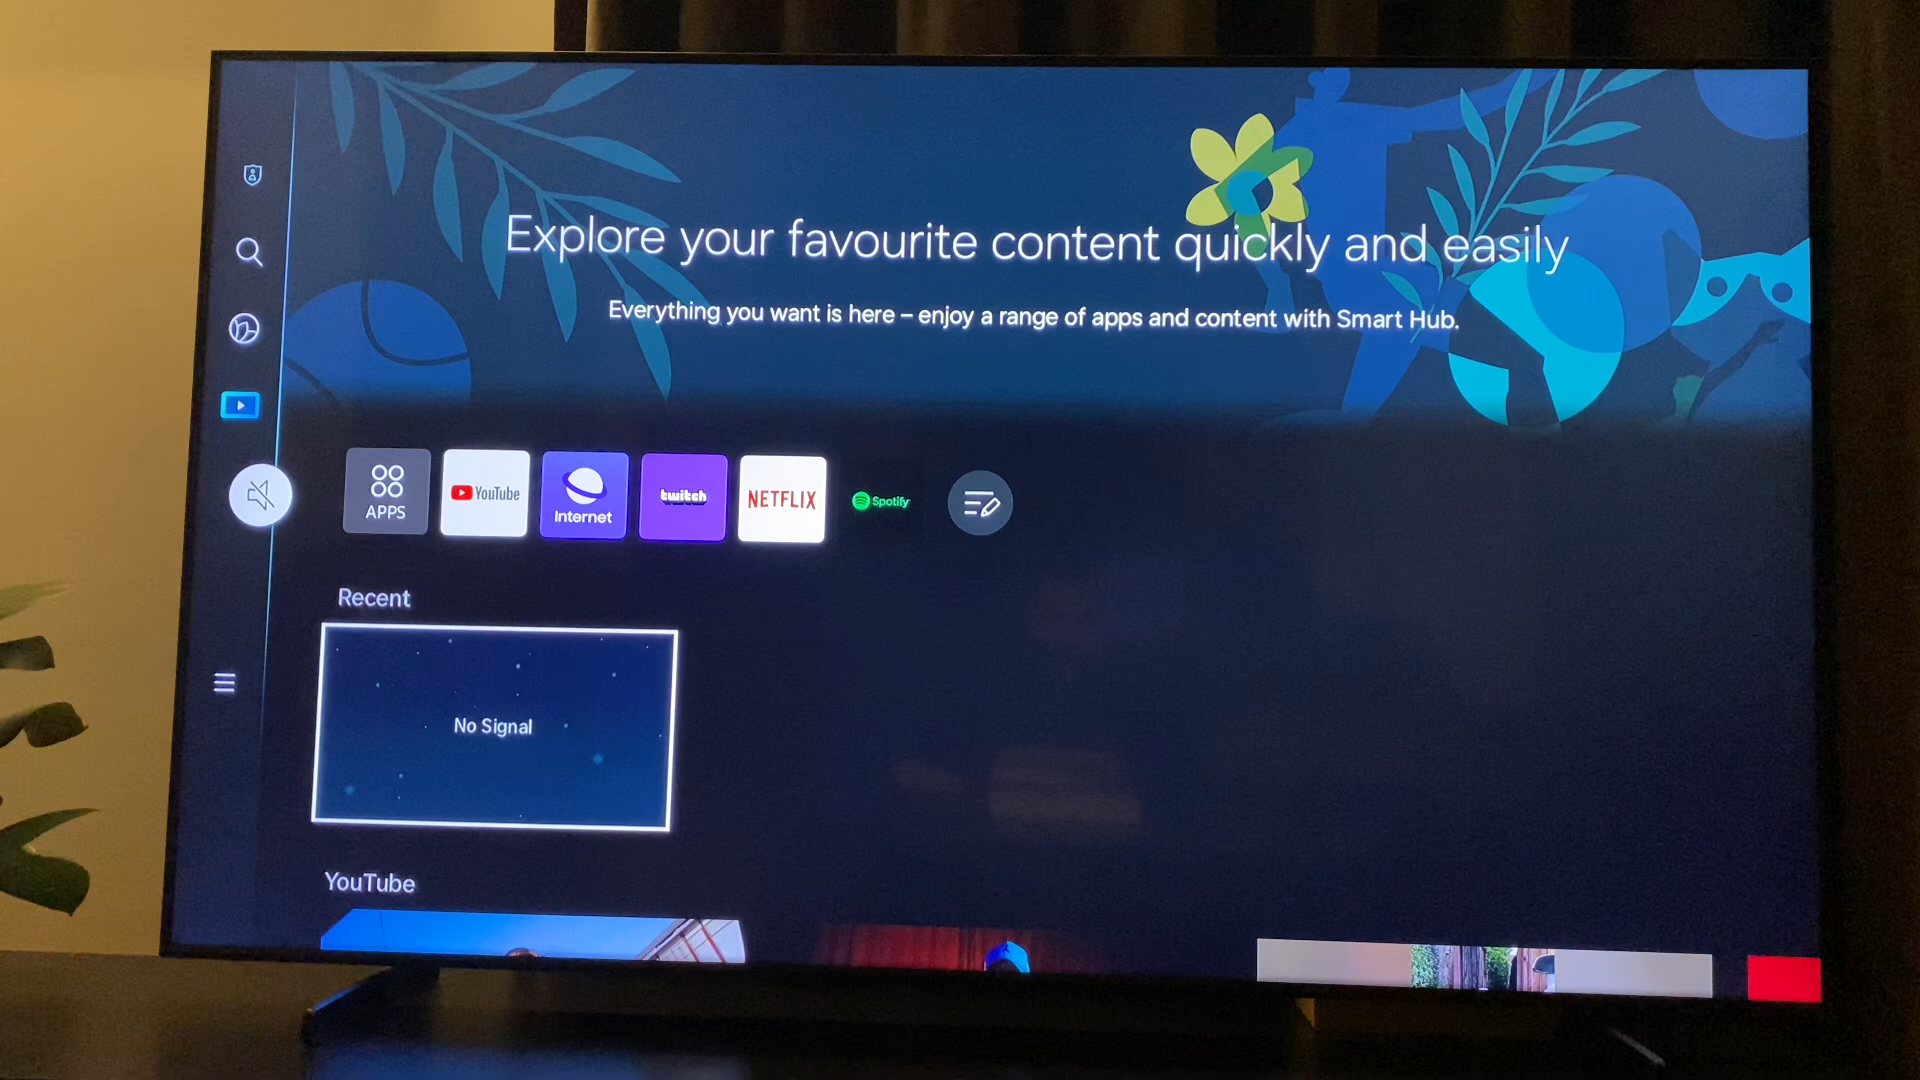 Explore your favourite content quickly and easily
Everything you want is here – enjoy a range of apps and content with Smart Hub.
APPS
YouTube
Internet
twitch
NETFLIX
Spotify
Recent
No Signal
YouTube